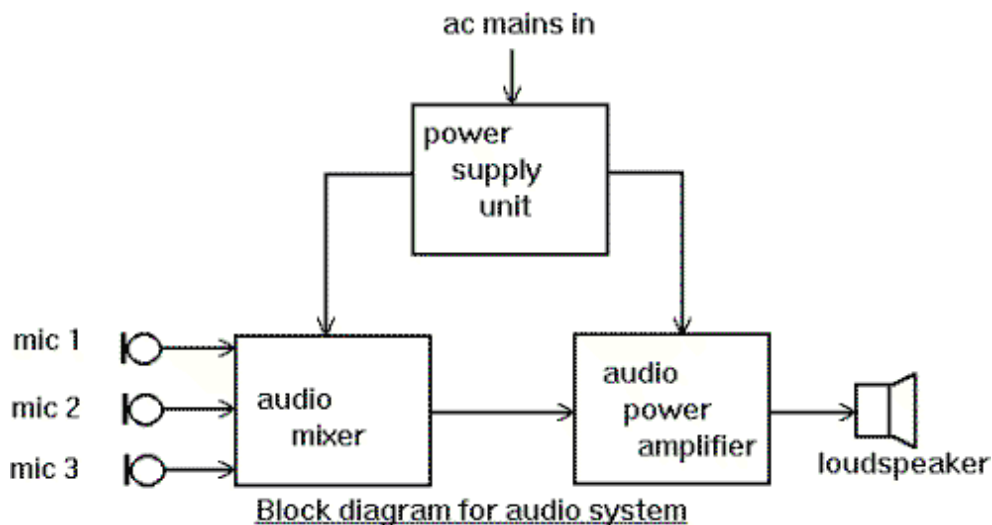 ac mains in
power
supply
unit
mic 1
mic 2
mic 3
audio
mixer
audio
power
amplifier
loudspeaker
Block diagram for audio system